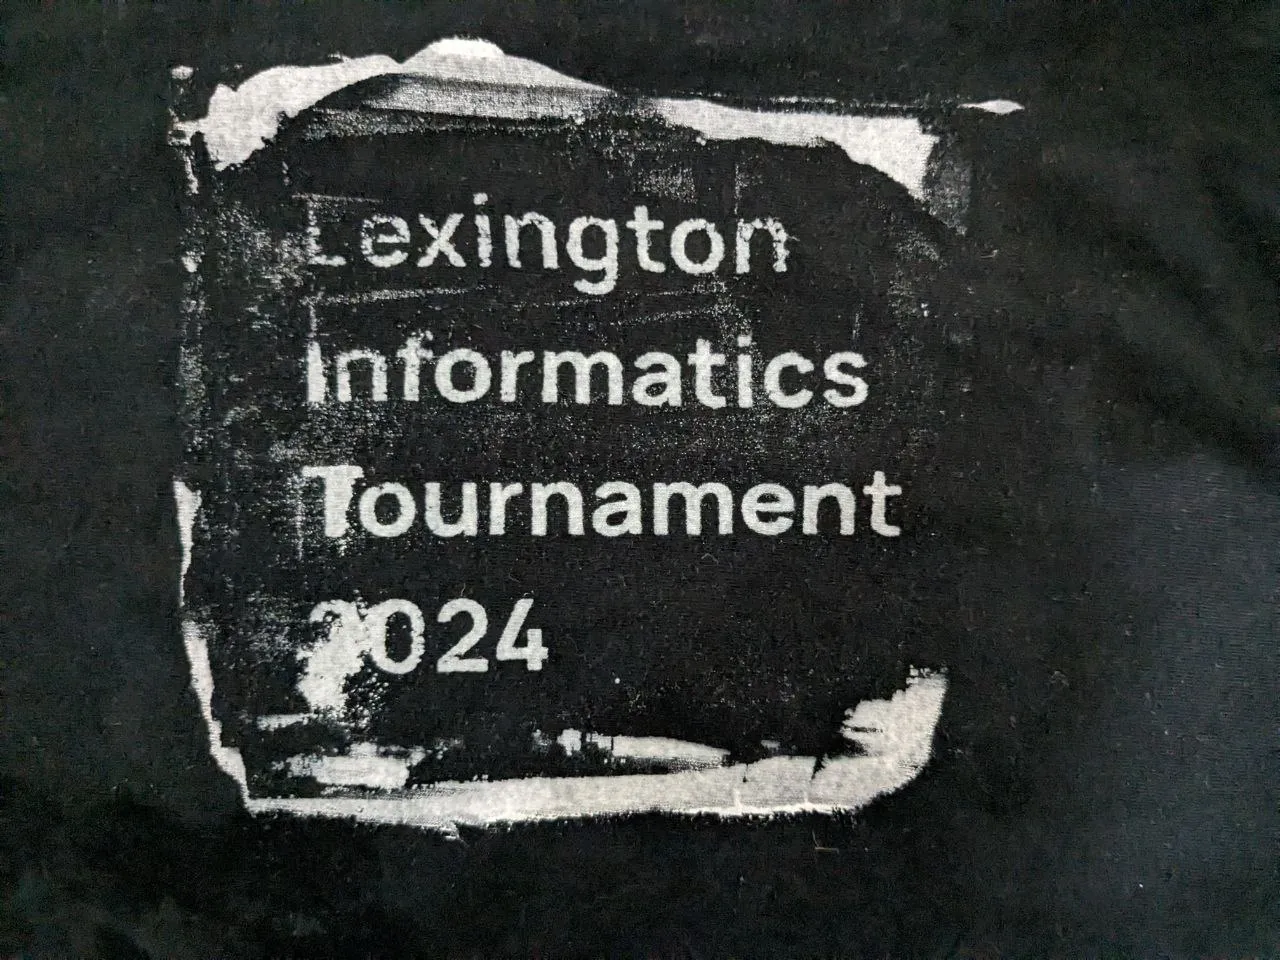 Lexington
Informatics
Tournament
2024